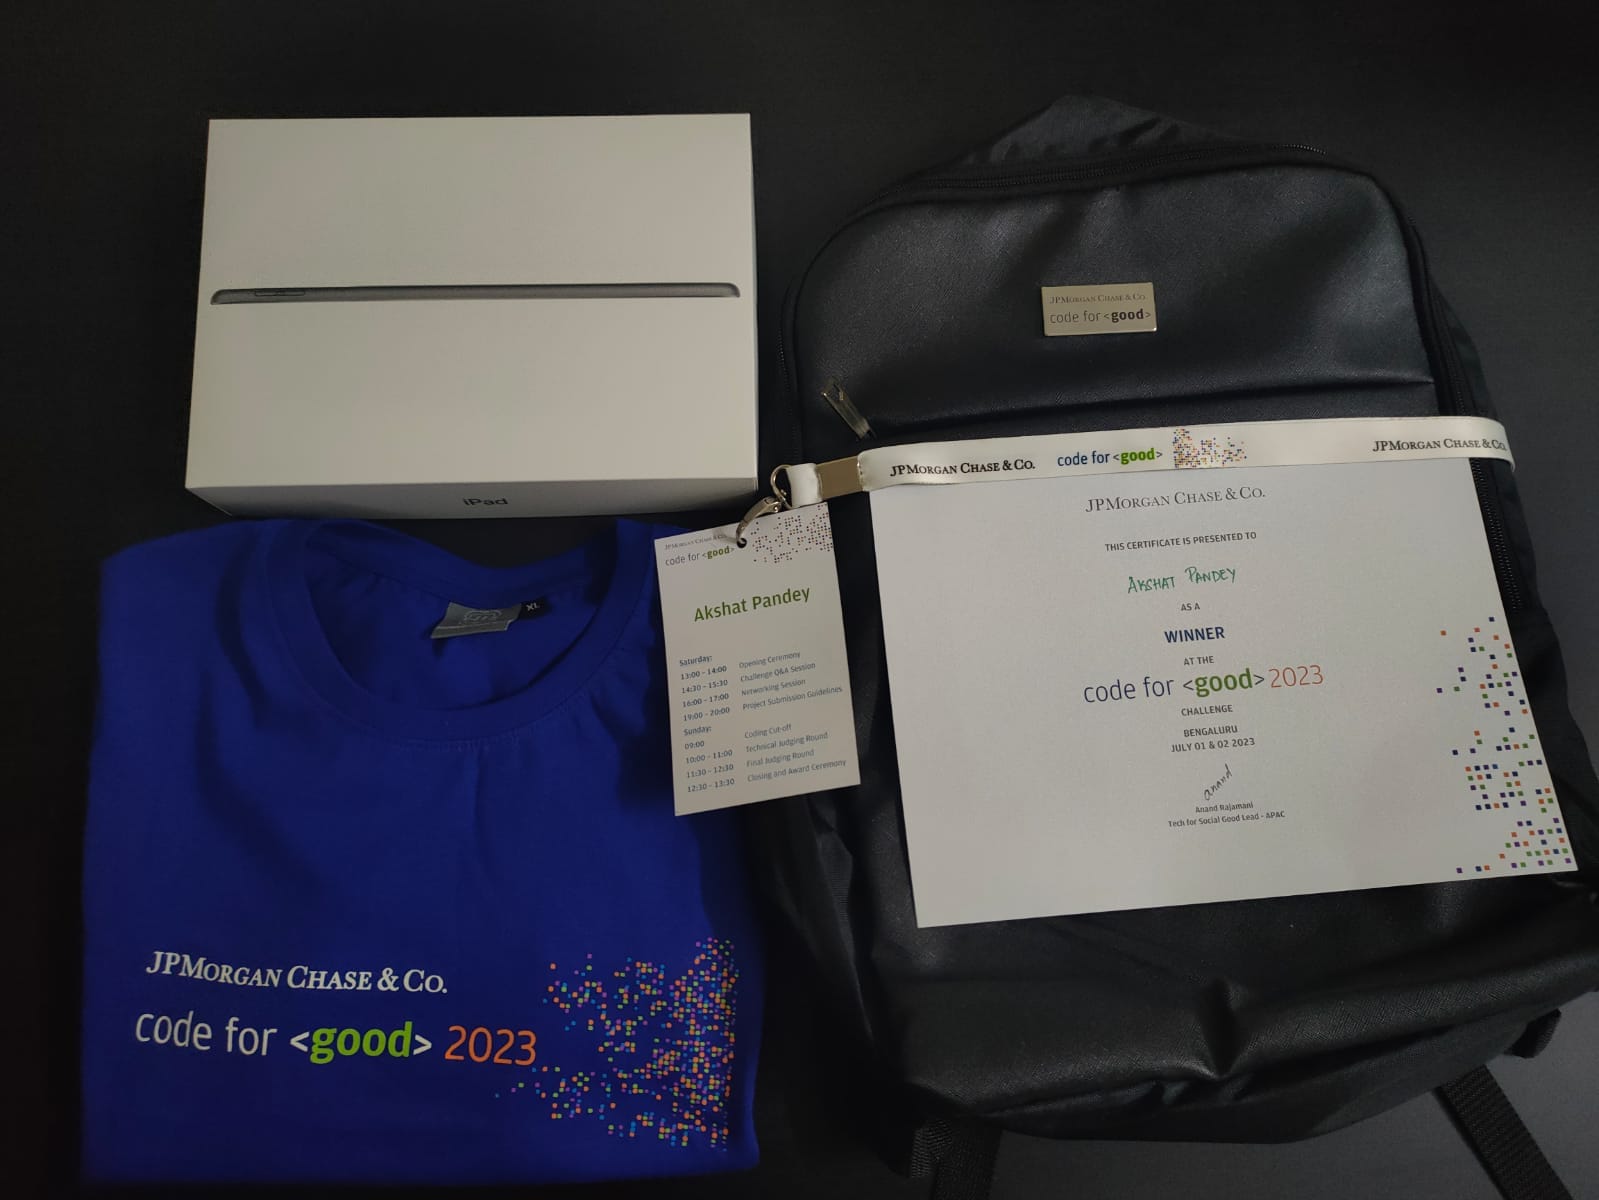 iPad
XL
JPMORGAN CHASE & CO.
code for <good> 2023
JPMORGAN CHASE & CO.
code for <good>
Akshat Pandey
Saturday:
13:00 - 14:00 Opening Ceremony
14:30 - 15:30 Challenge Q&A Session
16:00 - 17:00 Networking Session
19:00 - 20:00 Project Submission Guidelines
Sunday:
09:00 Coding Cut-off
10:00 - 11:00 Technical Judging Round
11:30 - 12:30 Final Judging Round
12:30 - 13:30 Closing and Award Ceremony
JPMORGAN CHASE & CO.
code for <good>
JPMORGAN CHASE & CO. code for <good> JPMORGAN CHASE & CO.
JPMORGAN CHASE & CO.
THIS CERTIFICATE IS PRESENTED TO
AKSHAT PANDEY
AS A
WINNER
AT THE
code for <good> 2023
CHALLENGE
BENGALURU
JULY 01 & 02 2023
anand
Anand Rajamani
Tech for Social Good Lead - APAC